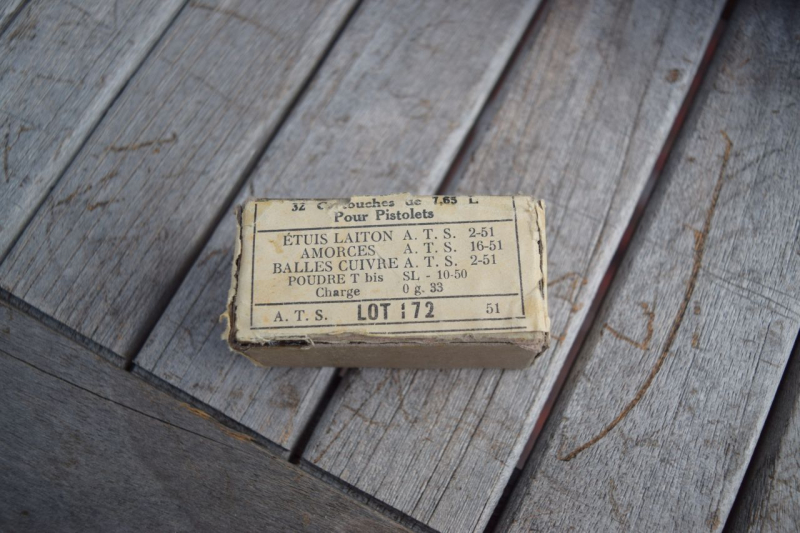 32 Cartouches de 7,65 L
Pour Pistolets
ÉTUIS LAITON A. T. S. 2-51
AMORCES A. T. S. 16-51
BALLES CUIVRE A. T. S. 2-51
POUDRE T bis SL - 10-50
Charge 0 g. 33
A. T. S. LOT : 72 51